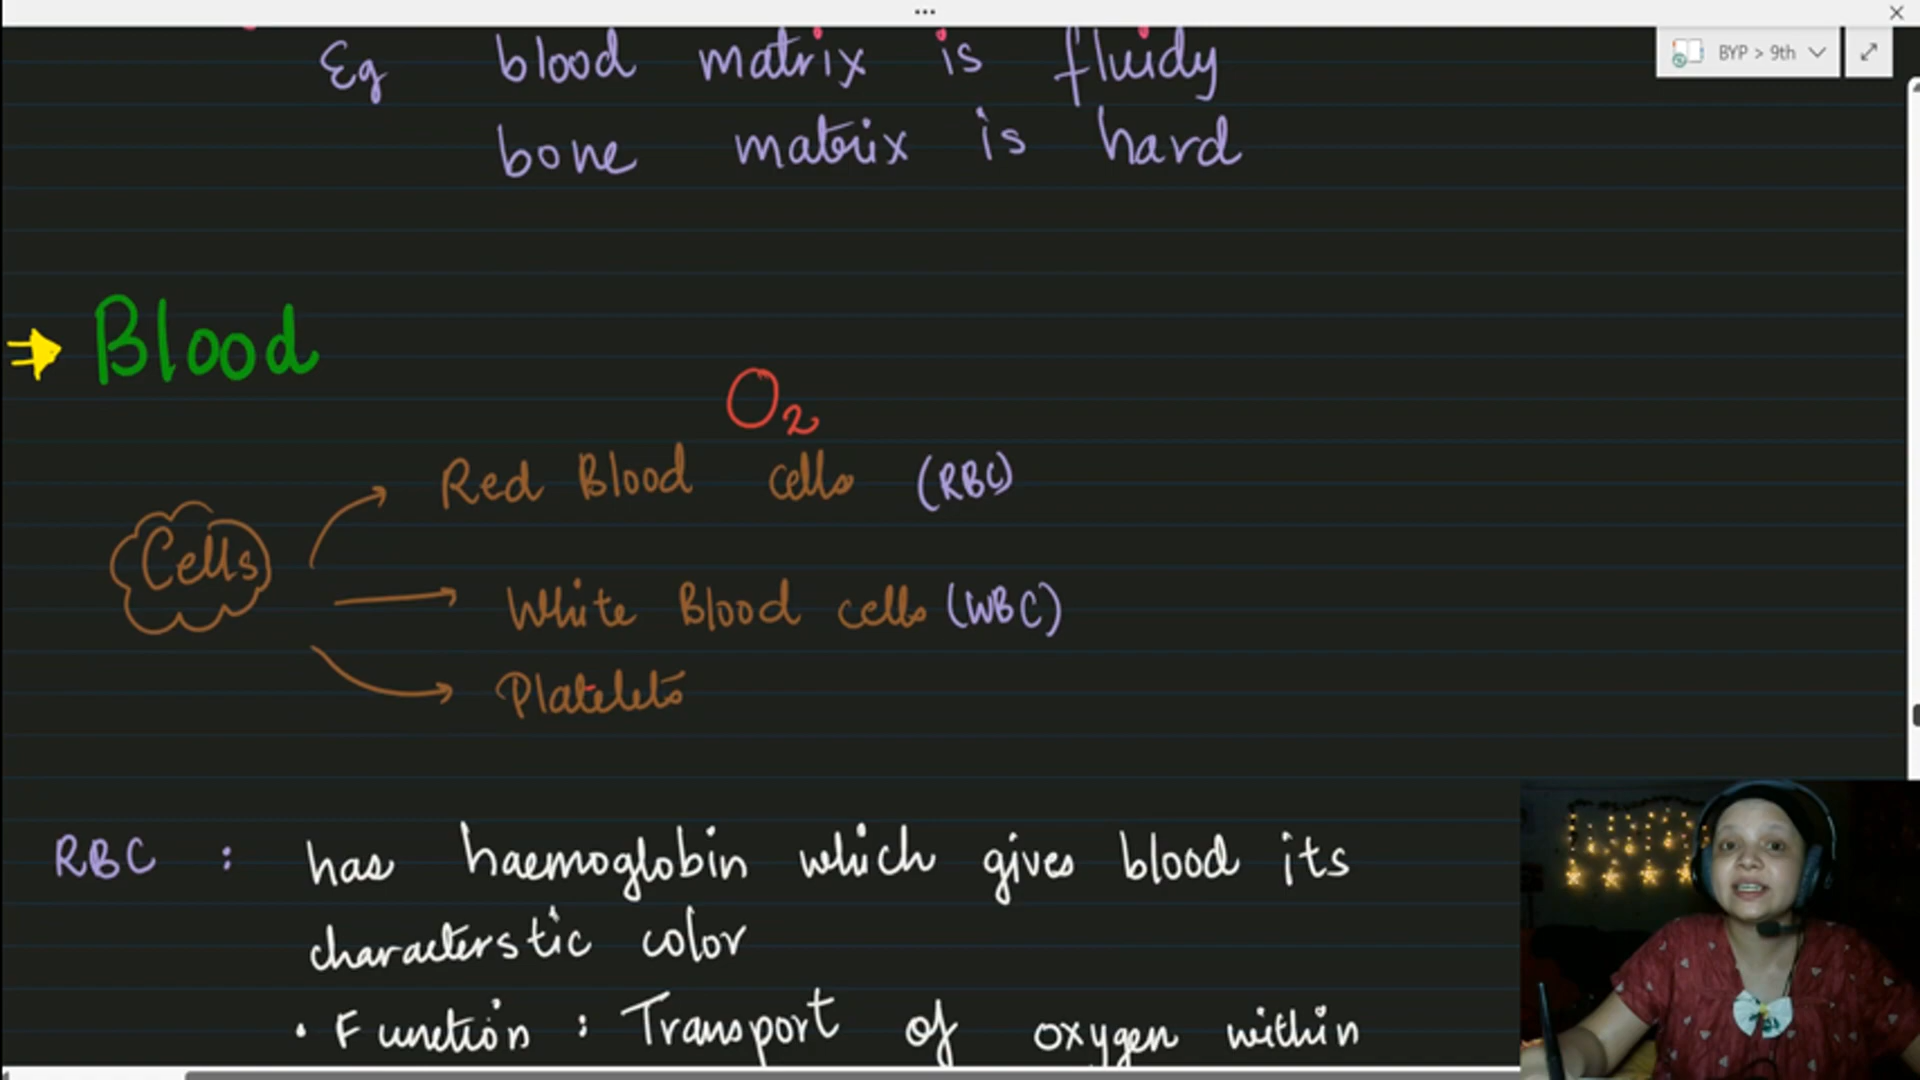 BYP > 9th
Eg blood matrix is fluidy
bone matrix is hard
Blood
O2
Red Blood cells (RBC)
Cells
White Blood cells (WBC)
Platelets
RBC : has haemoglobin which gives blood its
characterstic color
• Function : Transport of oxygen within